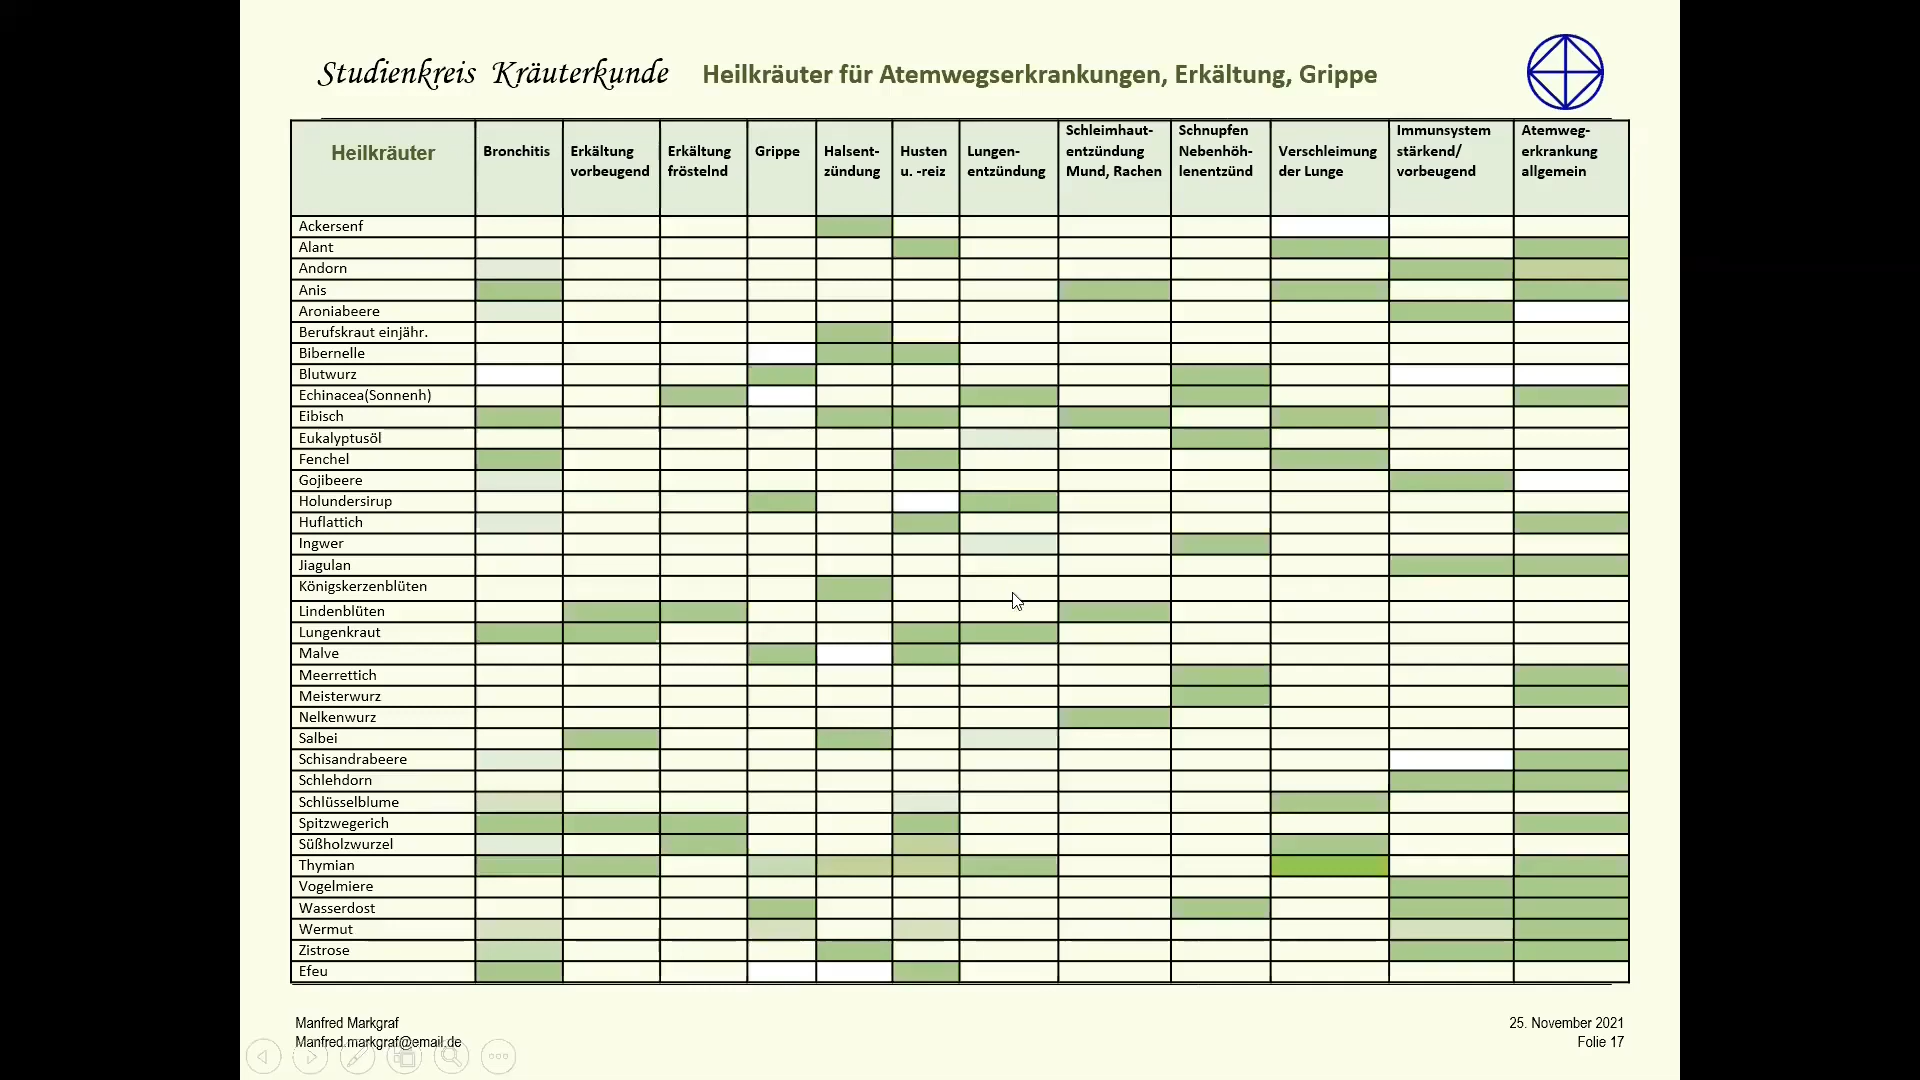 Studienkreis Kräuterkunde
Heilkräuter für Atemwegserkrankungen, Erkältung, Grippe
Heilkräuter
Bronchitis
Erkältung
vorbeugend
Erkältung
fröstelnd
Grippe
Halsent-
zündung
Husten
u. -reiz
Lungen-
entzündung
Schleimhaut-
entzündung
Mund, Rachen
Schnupfen
Nebenhöh-
lenentzünd
Verschleimung
der Lunge
Immunsystem
stärkend/
vorbeugend
Atemweg-
erkrankung
allgemein
Ackersenf
Alant
Andorn
Anis
Aroniabeere
Berufskraut einjähr.
Bibernelle
Blutwurz
Echinacea(Sonnenh)
Eibisch
Eukalyptusöl
Fenchel
Gojibeere
Holundersirup
Huflattich
Ingwer
Jiagulan
Königskerzenblüten
Lindenblüten
Lungenkraut
Malve
Meerrettich
Meisterwurz
Nelkenwurz
Salbei
Schisandrabeere
Schlehdorn
Schlüsselblume
Spitzwegerich
Süßholzwurzel
Thymian
Vogelmiere
Wasserdost
Wermut
Zistrose
Efeu
Manfred Markgraf
Manfred.markgraf@email.de
25. November 2021
Folie 17